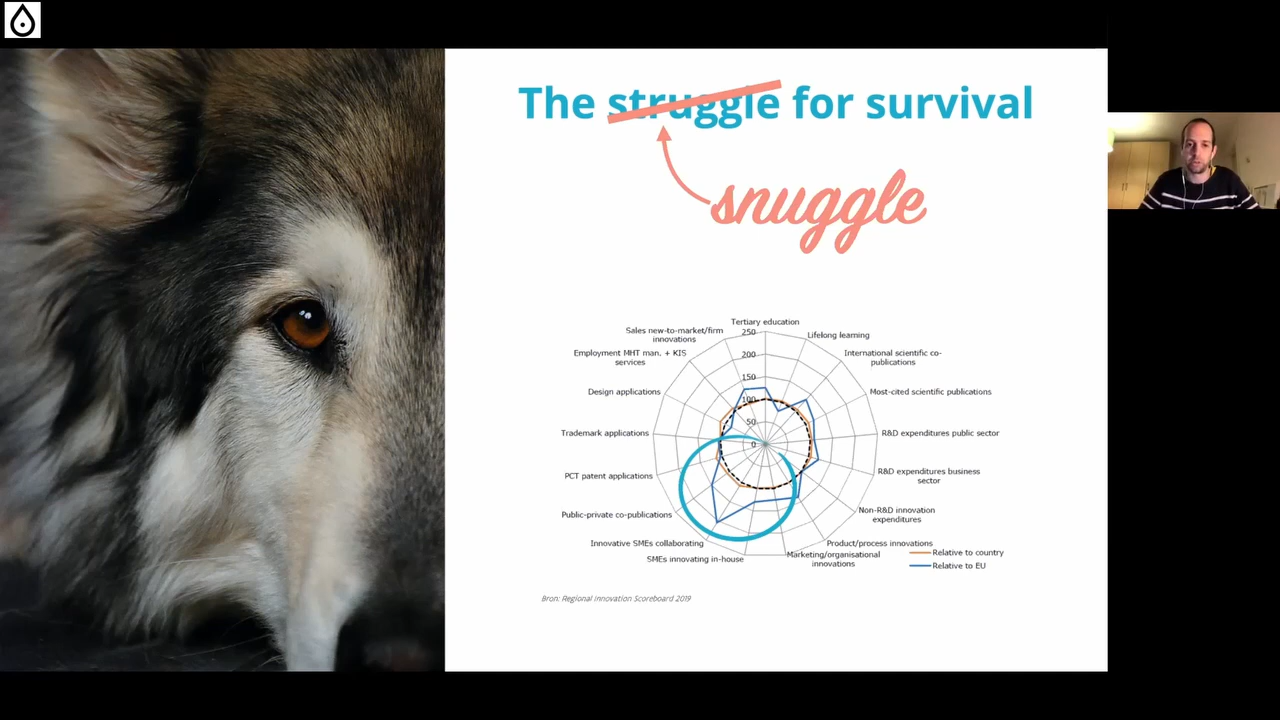 The struggle for survival
snuggle
Tertiary education
250
Sales new-to-market/firm
innovations
Lifelong learning
Employment MHT man. + KIS
services
200
International scientific co-
publications
150
Design applications
Most-cited scientific publications
100
50
Trademark applications
R&D expenditures public sector
0
PCT patent applications
R&D expenditures business
sector
Public-private co-publications
Non-R&D innovation
expenditures
Innovative SMEs collaborating
Product/process innovations
SMEs innovating in-house
Marketing/organisational
innovations
Relative to country
Relative to EU
Bron: Regional Innovation Scoreboard 2019